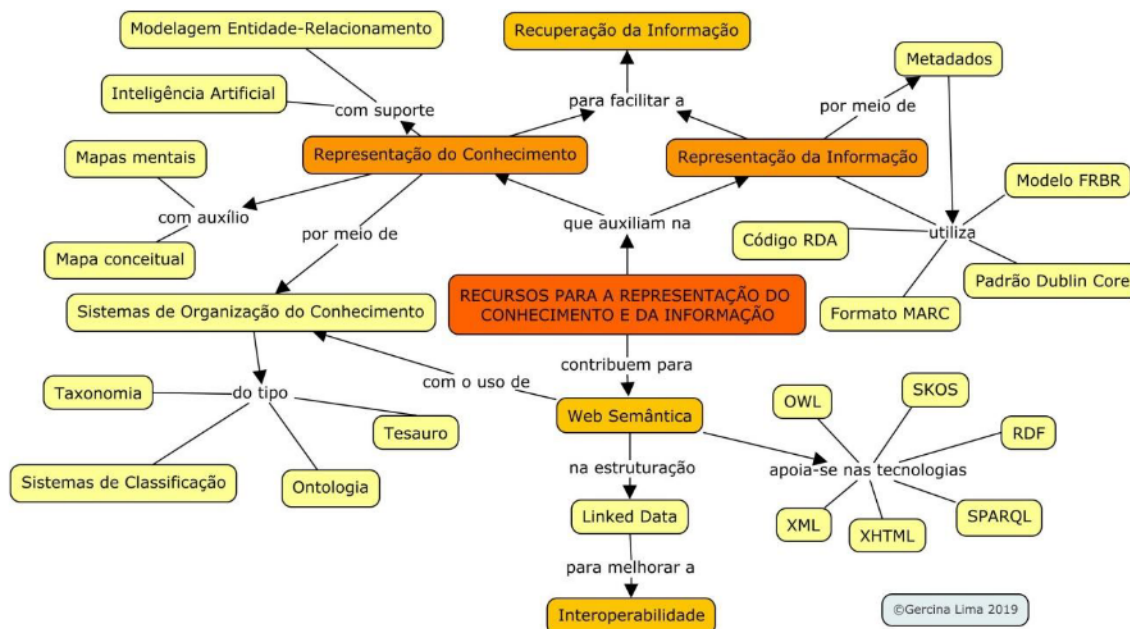 Modelagem Entidade-Relacionamento
Recuperação da Informação
Metadados
Inteligência Artificial
com suporte
para facilitar a
por meio de
Mapas mentais
Representação do Conhecimento
Representação da Informação
Modelo FRBR
com auxílio
por meio de
que auxiliam na
Código RDA
utiliza
Mapa conceitual
Padrão Dublin Core
Sistemas de Organização do Conhecimento
RECURSOS PARA A REPRESENTAÇÃO DO
CONHECIMENTO E DA INFORMAÇÃO
Formato MARC
contribuem para
com o uso de
Taxonomia
do tipo
Tesauro
Web Semântica
OWL
SKOS
RDF
Sistemas de Classificação
Ontologia
na estruturação
apoia-se nas tecnologias
Linked Data
XML
XHTML
SPARQL
para melhorar a
Interoperabilidade
©Gercina Lima 2019